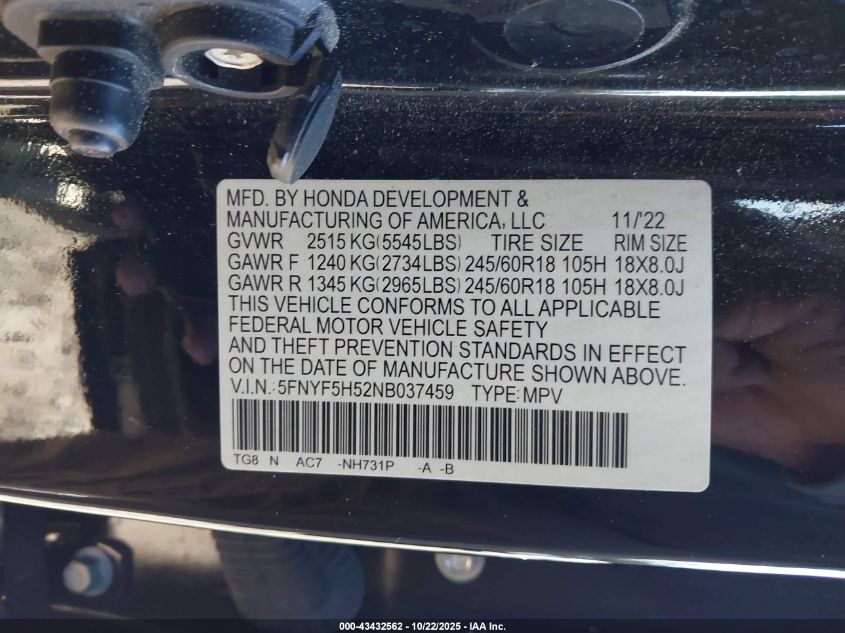 MFD. BY HONDA DEVELOPMENT &
MANUFACTURING OF AMERICA, LLC 11/'22
GVWR 2515 KG(5545LBS) TIRE SIZE RIM SIZE
GAWR F 1240 KG(2734LBS) 245/60R18 105H 18X8.0J
GAWR R 1345 KG(2965LBS) 245/60R18 105H 18X8.0J
THIS VEHICLE CONFORMS TO ALL APPLICABLE
FEDERAL MOTOR VEHICLE SAFETY
AND THEFT PREVENTION STANDARDS IN EFFECT
ON THE DATE OF MANUFACTURE SHOWN ABOVE.
V.I.N.: 5FNYF5H52NB037459 TYPE: MPV
TG8 N AC7 -NH731P -A -B
000-43432562 - 10/22/2025 - IAA Inc.